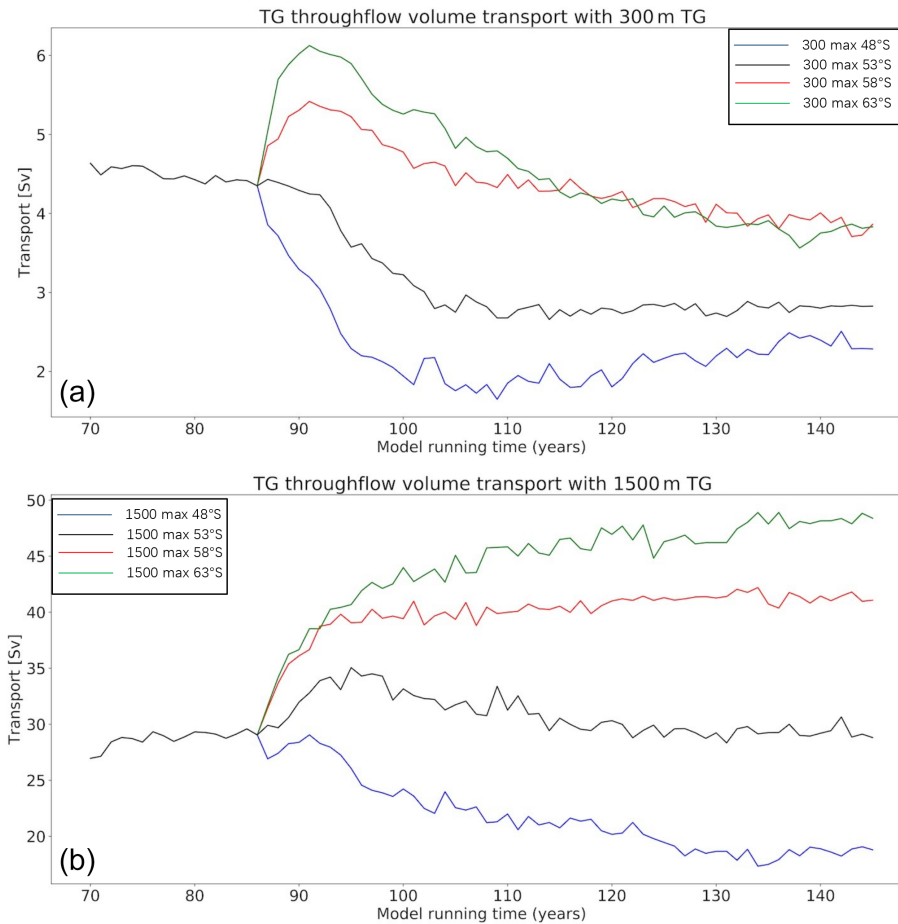 TG throughflow volume transport with 300 m TG
300 max 48°S
300 max 53°S
300 max 58°S
300 max 63°S
6
5
4
3
2
Transport [Sv]
(a)
70 80 90 100 110 120 130 140
Model running time (years)
TG throughflow volume transport with 1500 m TG
1500 max 48°S
1500 max 53°S
1500 max 58°S
1500 max 63°S
50
45
40
35
30
25
20
Transport [Sv]
(b)
70 80 90 100 110 120 130 140
Model running time (years)